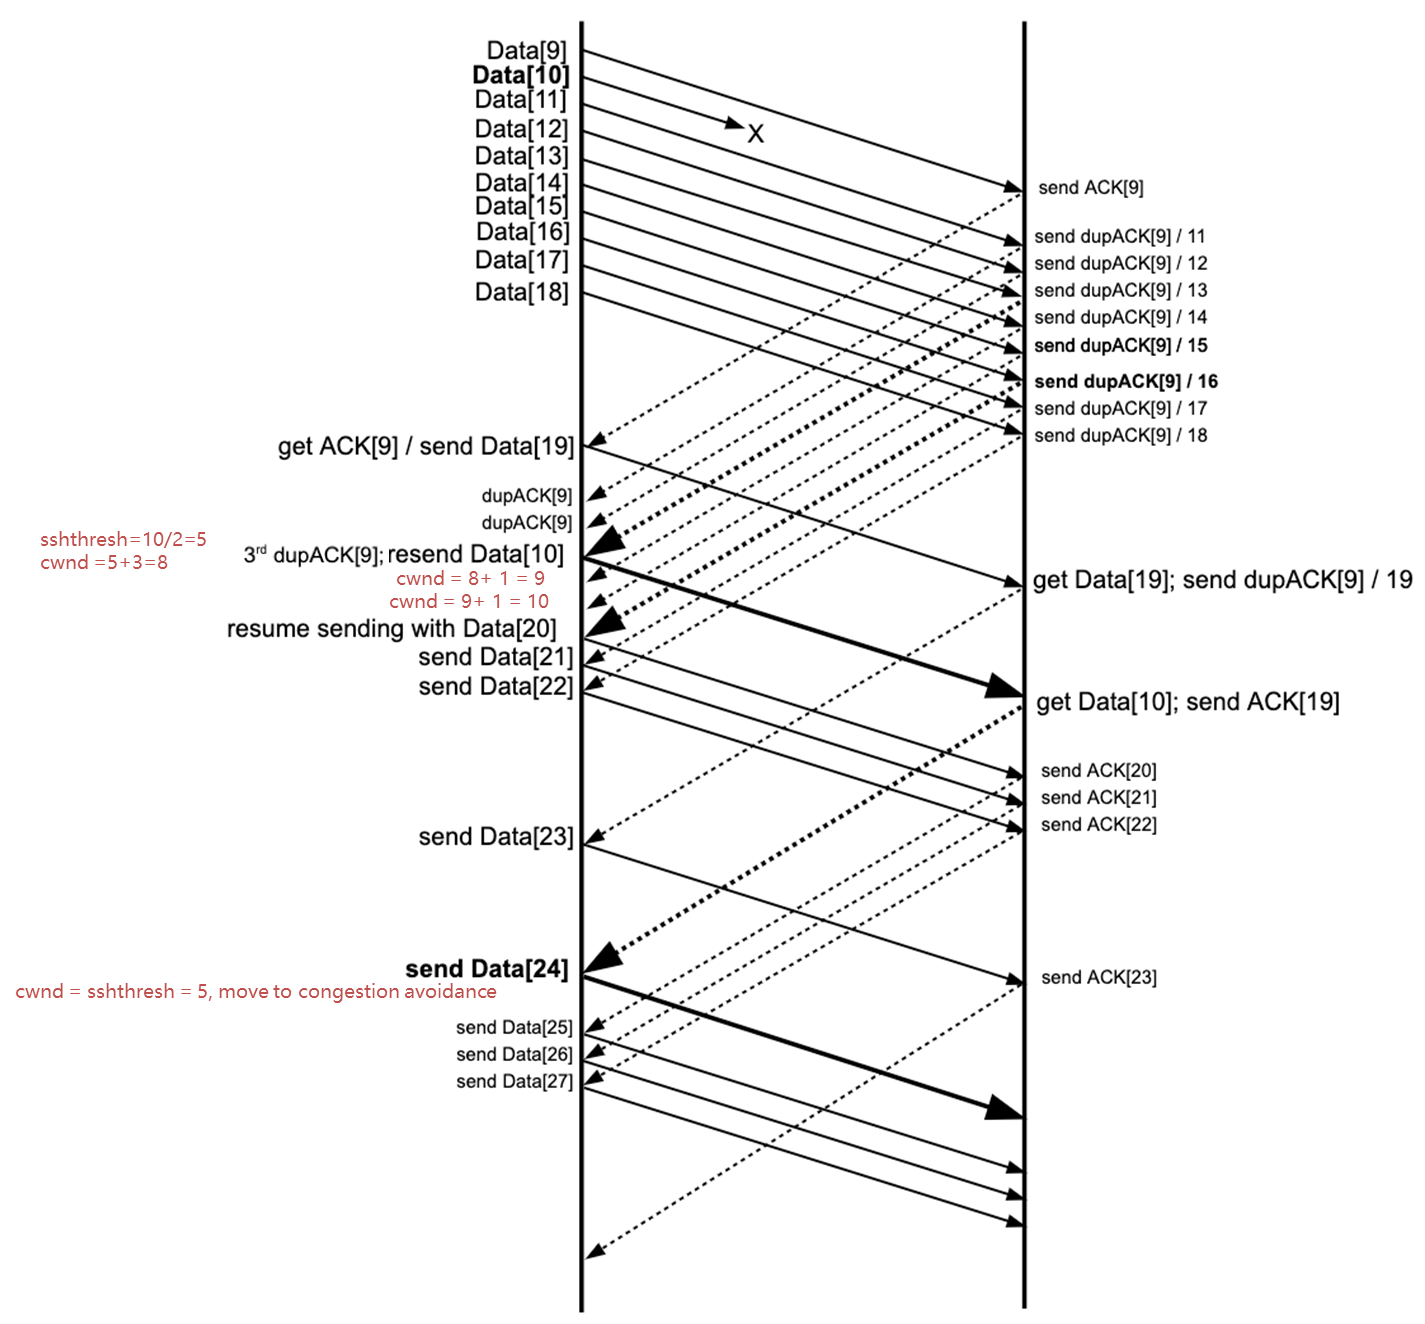 Data[9]
Data[10]
Data[11]
X
Data[12]
Data[13]
Data[14]
send ACK[9]
Data[15]
Data[16]
send dupACK[9] / 11
Data[17]
send dupACK[9] / 12
Data[18]
send dupACK[9] / 13
send dupACK[9] / 14
send dupACK[9] / 15
send dupACK[9] / 16
send dupACK[9] / 17
send dupACK[9] / 18
get ACK[9] / send Data[19]
dupACK[9]
dupACK[9]
sshthresh=10/2=5
cwnd =5+3=8
3rd dupACK[9]; resend Data[10]
cwnd = 8+ 1 = 9
get Data[19]; send dupACK[9] / 19
cwnd = 9+ 1 = 10
resume sending with Data[20]
send Data[21]
send Data[22]
get Data[10]; send ACK[19]
send ACK[20]
send ACK[21]
send ACK[22]
send Data[23]
send Data[24]
send ACK[23]
cwnd = sshthresh = 5, move to congestion avoidance
send Data[25]
send Data[26]
send Data[27]